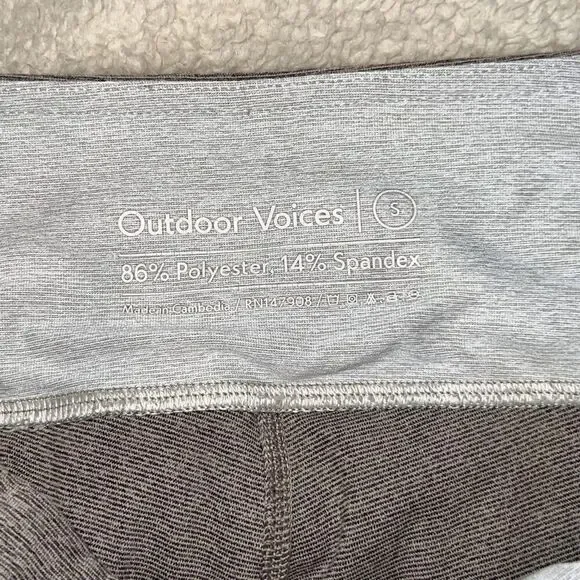 Outdoor Voices | S
86% Polyester, 14% Spandex
Made in Cambodia / RN147908 /